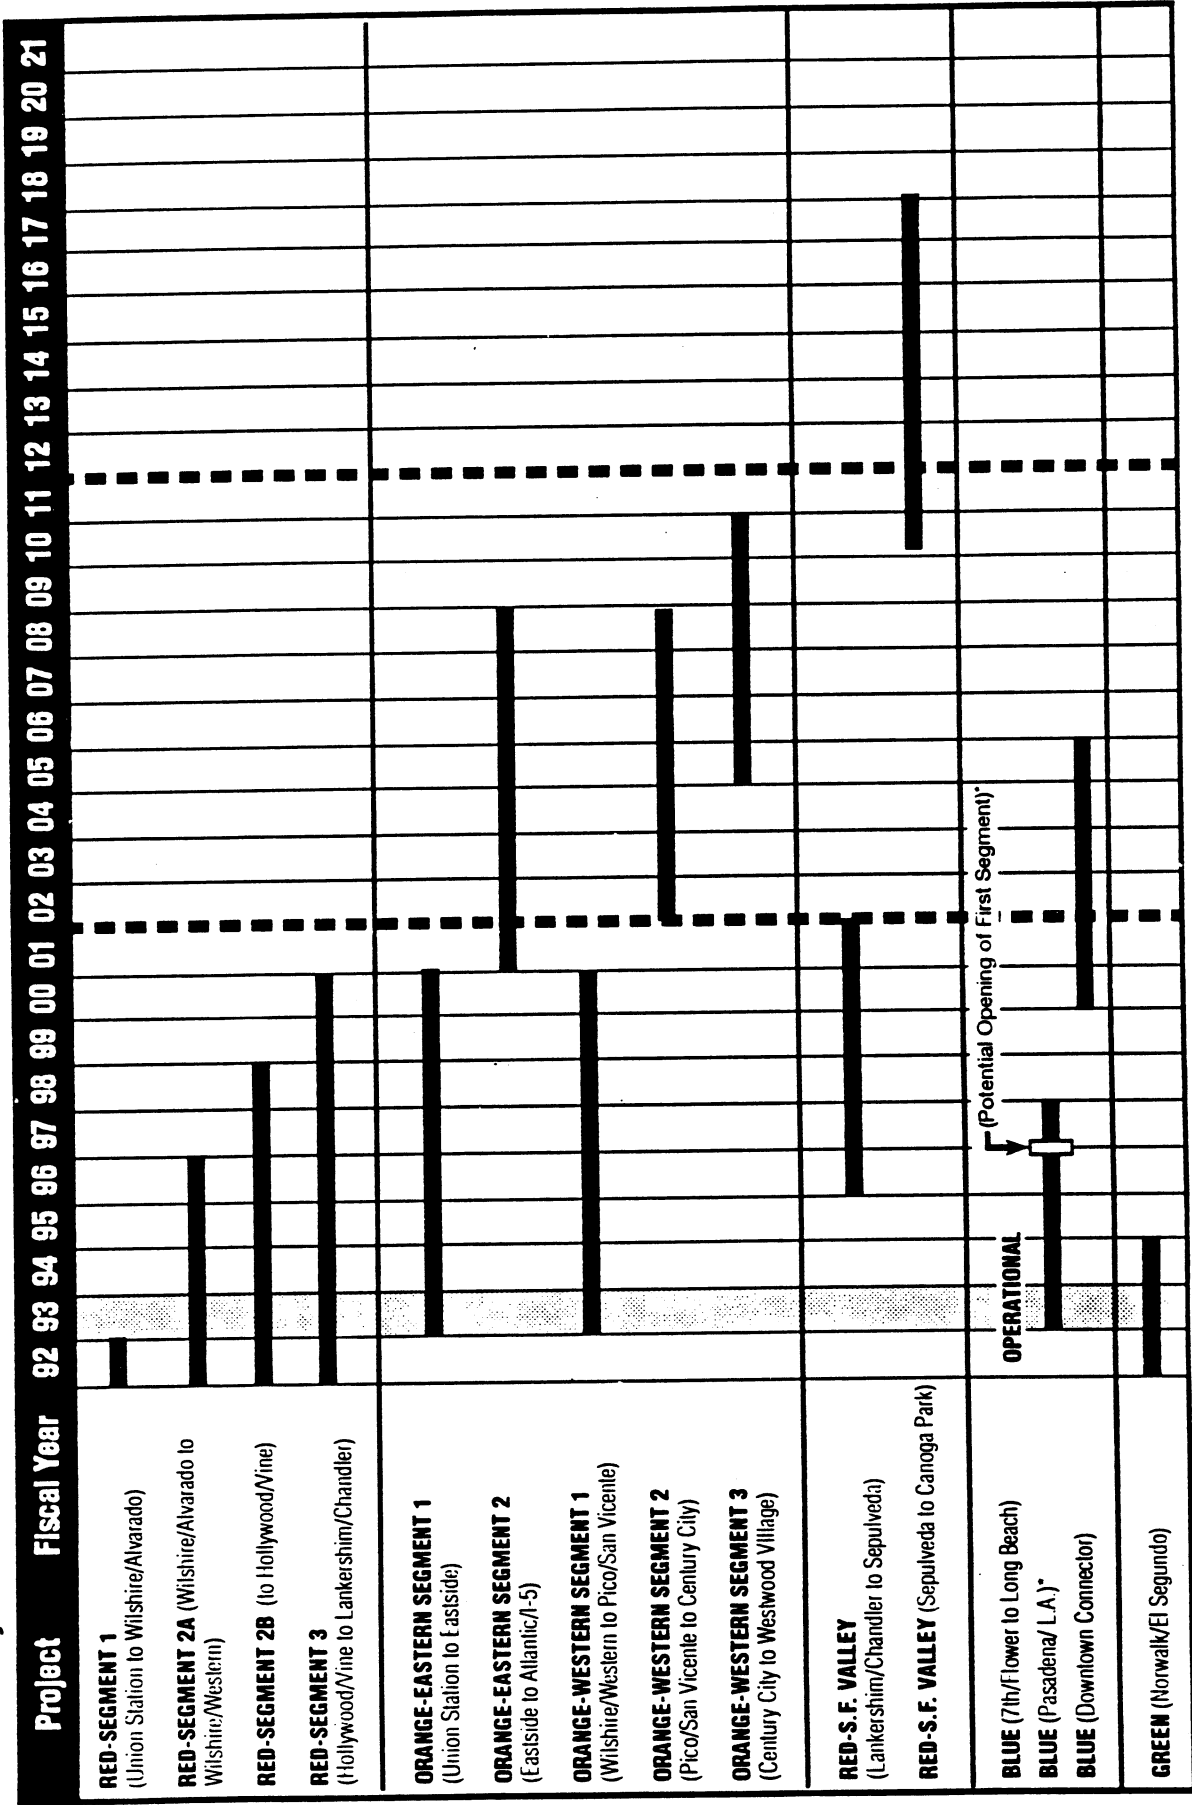 Project Fiscal Year 92 93 94 95 96 97 98 99 00 01 02 03 04 05 06 07 08 09 10 11 12 13 14 15 16 17 18 19 20 21
RED-SEGMENT 1
(Union Station to Wilshire/Alvarado)
RED-SEGMENT 2A (Wilshire/Alvarado to
Wilshire/Western)
RED-SEGMENT 2B (to Hollywood/Vine)
RED-SEGMENT 3
(Hollywood/Vine to Lankershim/Chandler)
ORANGE-EASTERN SEGMENT 1
(Union Station to Eastside)
ORANGE-EASTERN SEGMENT 2
(Eastside to Atlantic/I-5)
ORANGE-WESTERN SEGMENT 1
(Wilshire/Western to Pico/San Vicente)
ORANGE-WESTERN SEGMENT 2
(Pico/San Vicente to Century City)
ORANGE-WESTERN SEGMENT 3
(Century City to Westwood Village)
RED-S.F. VALLEY
(Lankershim/Chandler to Sepulveda)
RED-S.F. VALLEY (Sepulveda to Canoga Park)
(Potential Opening of First Segment)*
BLUE (7th/Flower to Long Beach) OPERATIONAL
BLUE (Pasadena/ L.A.)*
BLUE (Downtown Connector)
GREEN (Norwalk/El Segundo)